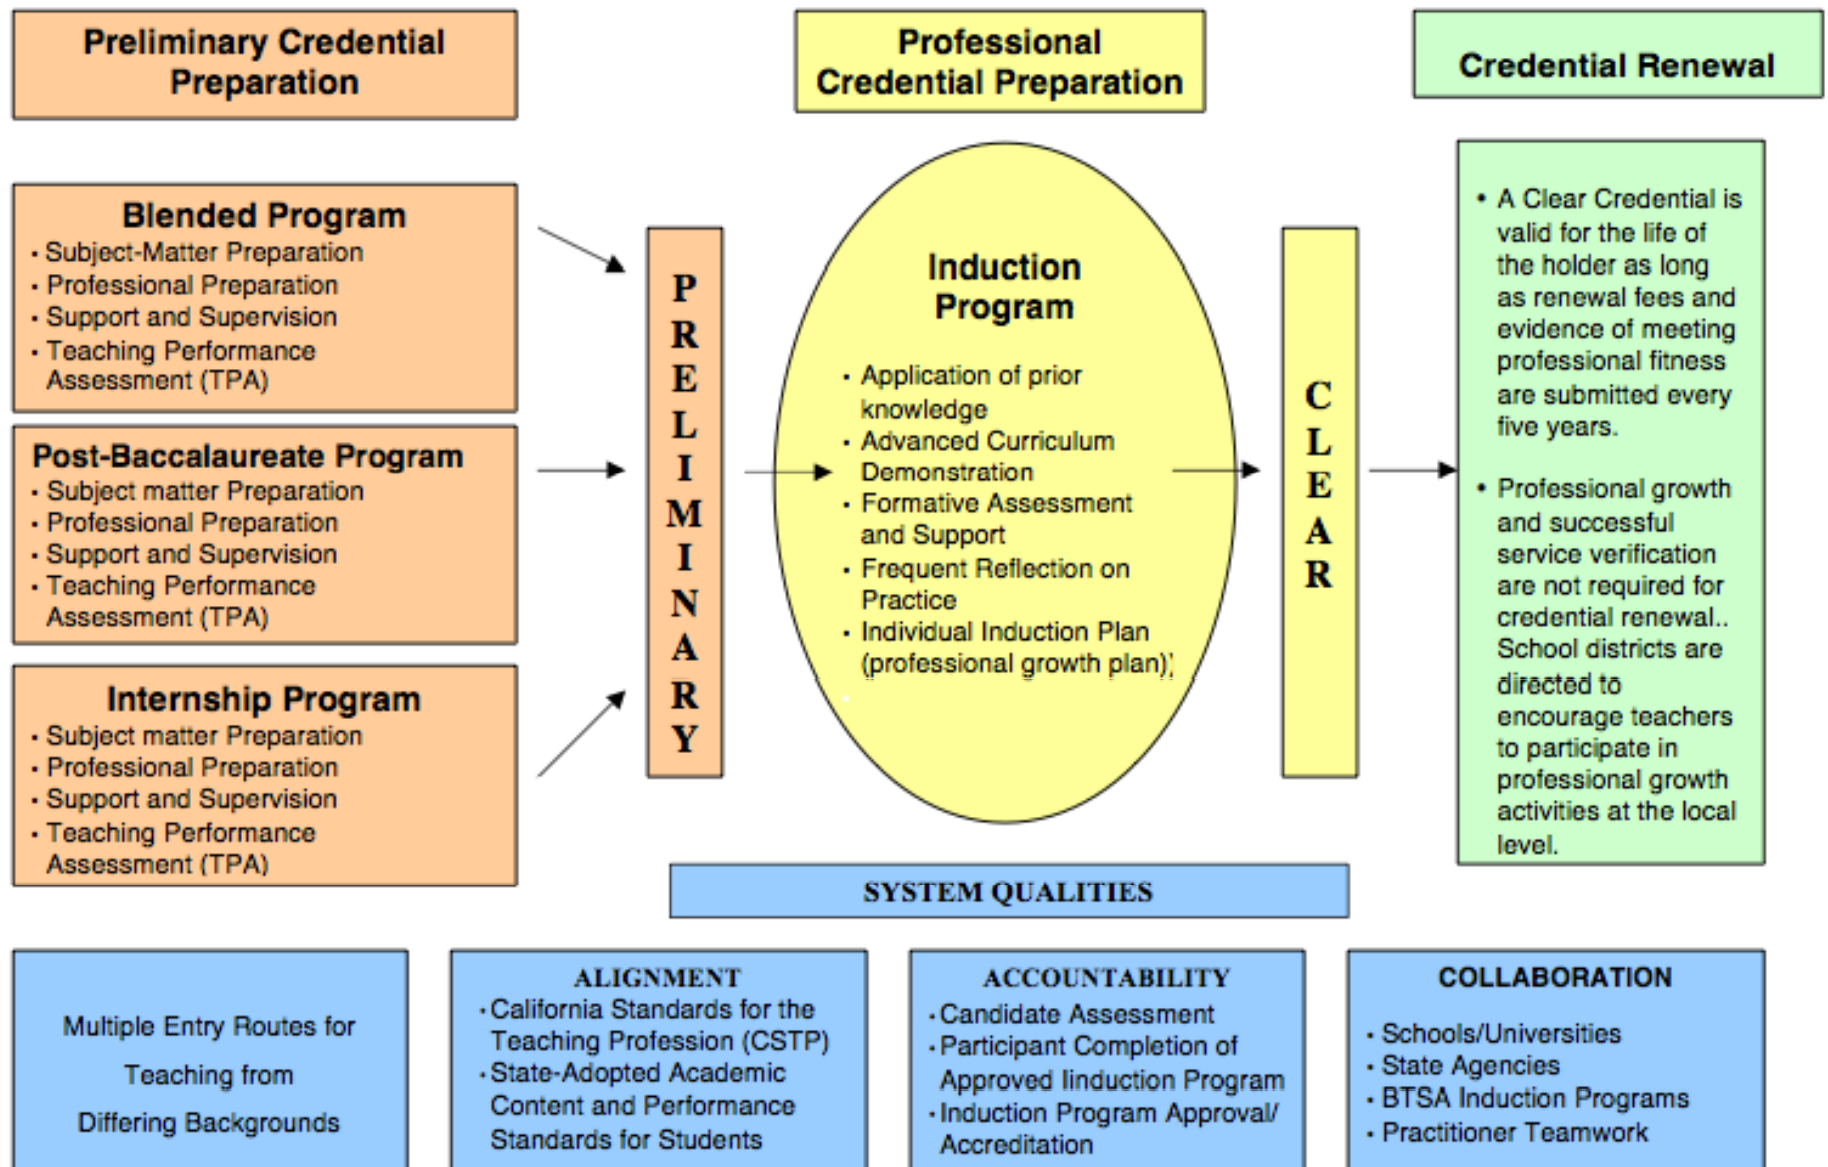 Preliminary Credential
Preparation
Professional
Credential Preparation
Credential Renewal
Blended Program
• Subject-Matter Preparation
• Professional Preparation
• Support and Supervision
• Teaching Performance
Assessment (TPA)
Post-Baccalaureate Program
• Subject matter Preparation
• Professional Preparation
• Support and Supervision
• Teaching Performance
Assessment (TPA)
Internship Program
• Subject matter Preparation
• Professional Preparation
• Support and Supervision
• Teaching Performance
Assessment (TPA)
PRELIMINARY
Induction
Program
• Application of prior
knowledge
• Advanced Curriculum
Demonstration
• Formative Assessment
and Support
• Frequent Reflection on
Practice
• Individual Induction Plan
(professional growth plan))
CLEAR
• A Clear Credential is
valid for the life of
the holder as long
as renewal fees and
evidence of meeting
professional fitness
are submitted every
five years.
• Professional growth
and successful
service verification
are not required for
credential renewal..
School districts are
directed to
encourage teachers
to participate in
professional growth
activities at the local
level.
SYSTEM QUALITIES
Multiple Entry Routes for
Teaching from
Differing Backgrounds
ALIGNMENT
• California Standards for the
Teaching Profession (CSTP)
• State-Adopted Academic
Content and Performance
Standards for Students
ACCOUNTABILITY
• Candidate Assessment
• Participant Completion of
Approved Iinduction Program
• Induction Program Approval/
Accreditation
COLLABORATION
• Schools/Universities
• State Agencies
• BTSA Induction Programs
• Practitioner Teamwork